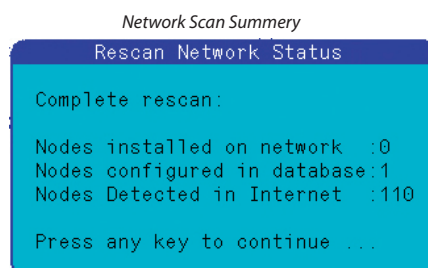 Network Scan Summery
Rescan Network Status
Complete rescan:
Nodes installed on network :0
Nodes configured in database:1
Nodes Detected in Internet :110
Press any key to continue ...